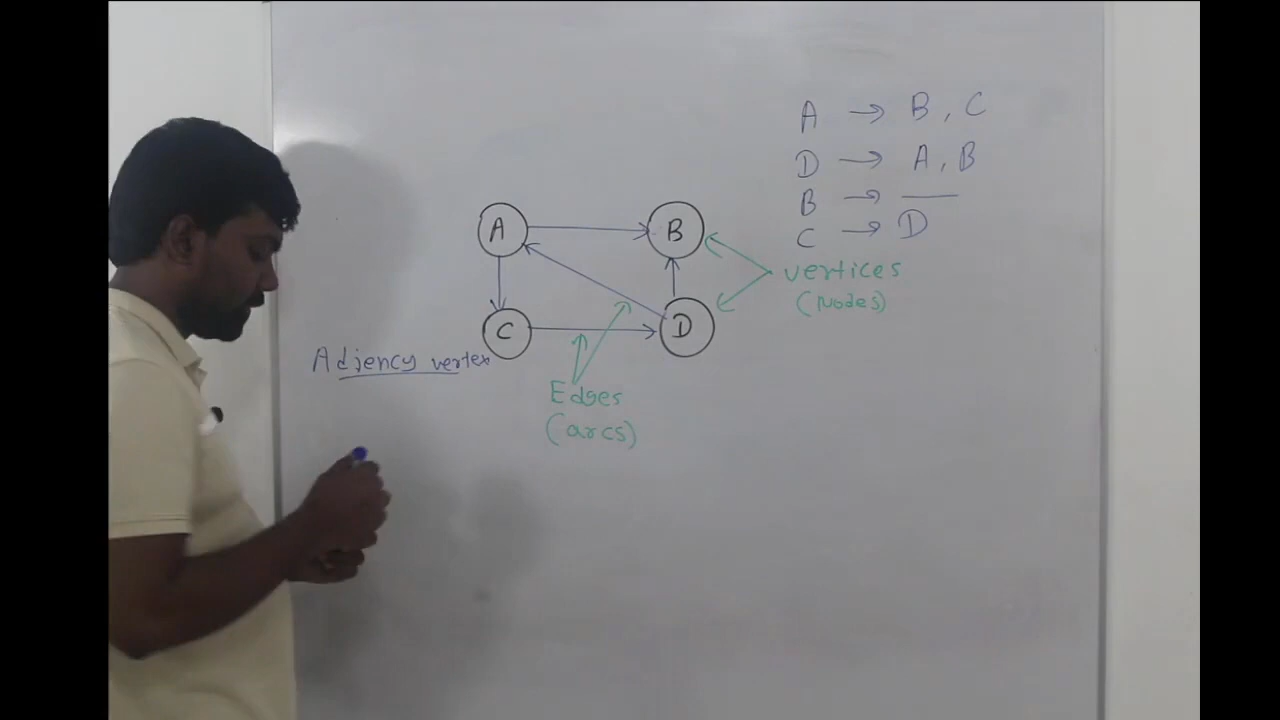 A → B, C
D → A, B
B → —
C → D
A
B
C
D
vertices
(Nodes)
Adjency vertex
Edges
(arcs)